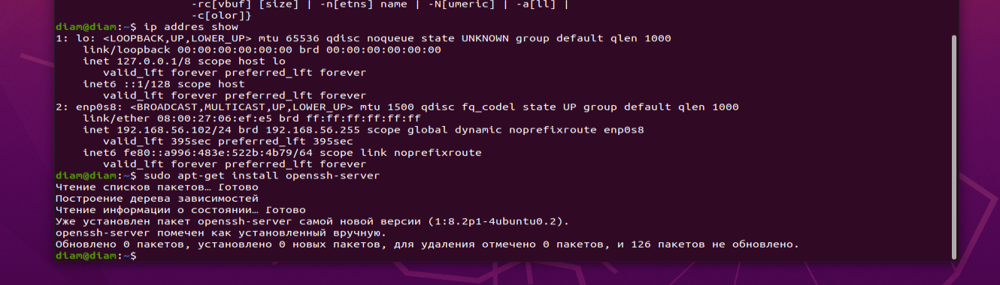 -rc[vbuf] [size] | -n[etns] name | -N[umeric] | -a[ll] |
-c[olor]}
diam@diam:~$ ip addres show
1: lo: <LOOPBACK,UP,LOWER_UP> mtu 65536 qdisc noqueue state UNKNOWN group default qlen 1000
link/loopback 00:00:00:00:00:00 brd 00:00:00:00:00:00
inet 127.0.0.1/8 scope host lo
valid_lft forever preferred_lft forever
inet6 ::1/128 scope host
valid_lft forever preferred_lft forever
2: enp0s8: <BROADCAST,MULTICAST,UP,LOWER_UP> mtu 1500 qdisc fq_codel state UP group default qlen 1000
link/ether 08:00:27:06:ef:e5 brd ff:ff:ff:ff:ff:ff
inet 192.168.56.102/24 brd 192.168.56.255 scope global dynamic noprefixroute enp0s8
valid_lft 395sec preferred_lft 395sec
inet6 fe80::a996:483e:522b:4b79/64 scope link noprefixroute
valid_lft forever preferred_lft forever
diam@diam:~$ sudo apt-get install openssh-server
Чтение списков пакетов… Готово
Построение дерева зависимостей
Чтение информации о состоянии… Готово
Уже установлен пакет openssh-server самой новой версии (1:8.2p1-4ubuntu0.2).
openssh-server помечен как установленный вручную.
Обновлено 0 пакетов, установлено 0 новых пакетов, для удаления отмечено 0 пакетов, и 126 пакетов не обновлено.
diam@diam:~$